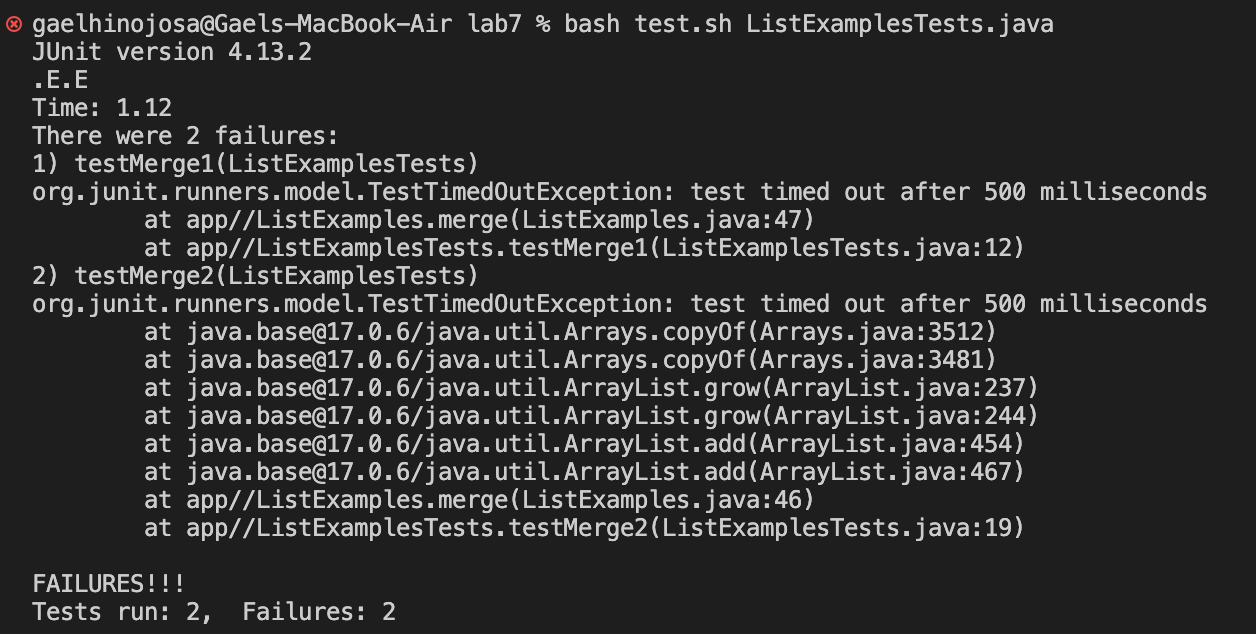 gaelhinojosa@Gaels-MacBook-Air lab7 % bash test.sh ListExamplesTests.java
JUnit version 4.13.2
.E.E
Time: 1.12
There were 2 failures:
1) testMerge1(ListExamplesTests)
org.junit.runners.model.TestTimedOutException: test timed out after 500 milliseconds
        at app//ListExamples.merge(ListExamples.java:47)
        at app//ListExamplesTests.testMerge1(ListExamplesTests.java:12)
2) testMerge2(ListExamplesTests)
org.junit.runners.model.TestTimedOutException: test timed out after 500 milliseconds
        at java.base@17.0.6/java.util.Arrays.copyOf(Arrays.java:3512)
        at java.base@17.0.6/java.util.Arrays.copyOf(Arrays.java:3481)
        at java.base@17.0.6/java.util.ArrayList.grow(ArrayList.java:237)
        at java.base@17.0.6/java.util.ArrayList.grow(ArrayList.java:244)
        at java.base@17.0.6/java.util.ArrayList.add(ArrayList.java:454)
        at java.base@17.0.6/java.util.ArrayList.add(ArrayList.java:467)
        at app//ListExamples.merge(ListExamples.java:46)
        at app//ListExamplesTests.testMerge2(ListExamplesTests.java:19)

FAILURES!!!
Tests run: 2,  Failures: 2